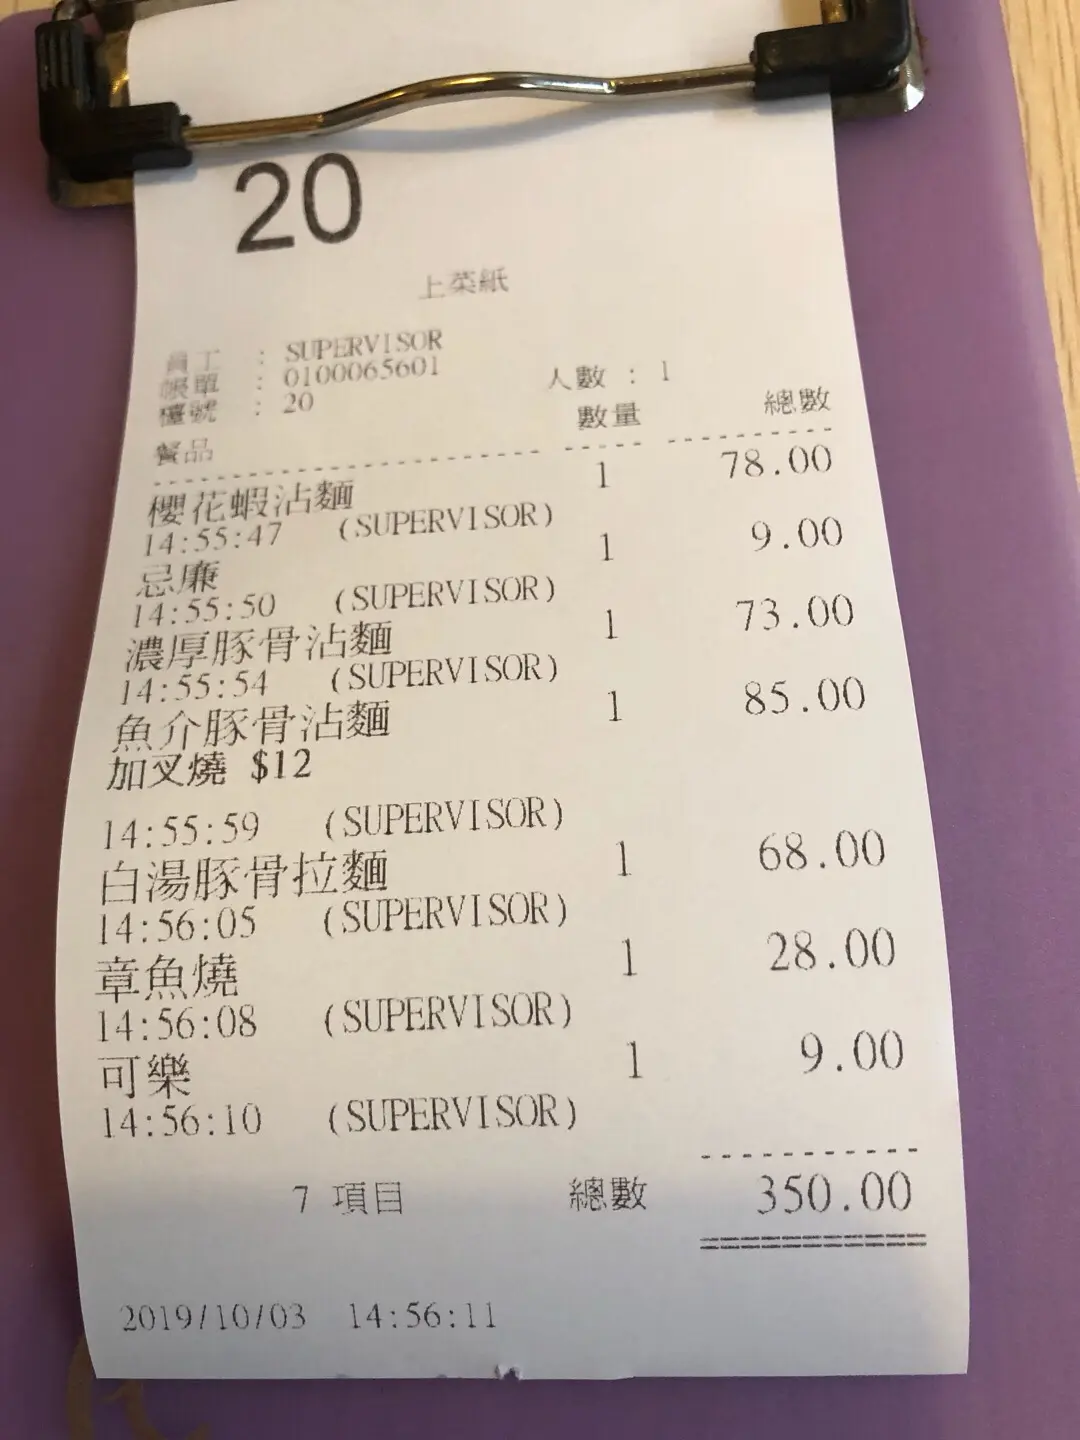 20
上菜紙
員工 : SUPERVISOR
帳單 : 0100065601
檯號 : 20 人數 : 1
餐品 數量 總數
櫻花蝦沾麵 1 78.00
14:55:47 (SUPERVISOR)
忌廉 1 9.00
14:55:50 (SUPERVISOR)
濃厚豚骨沾麵 1 73.00
14:55:54 (SUPERVISOR)
魚介豚骨沾麵 1 85.00
加叉燒 $12
14:55:59 (SUPERVISOR)
白湯豚骨拉麵 1 68.00
14:56:05 (SUPERVISOR)
章魚燒 1 28.00
14:56:08 (SUPERVISOR)
可樂 1 9.00
14:56:10 (SUPERVISOR)
7 項目 總數 350.00
2019/10/03 14:56:11